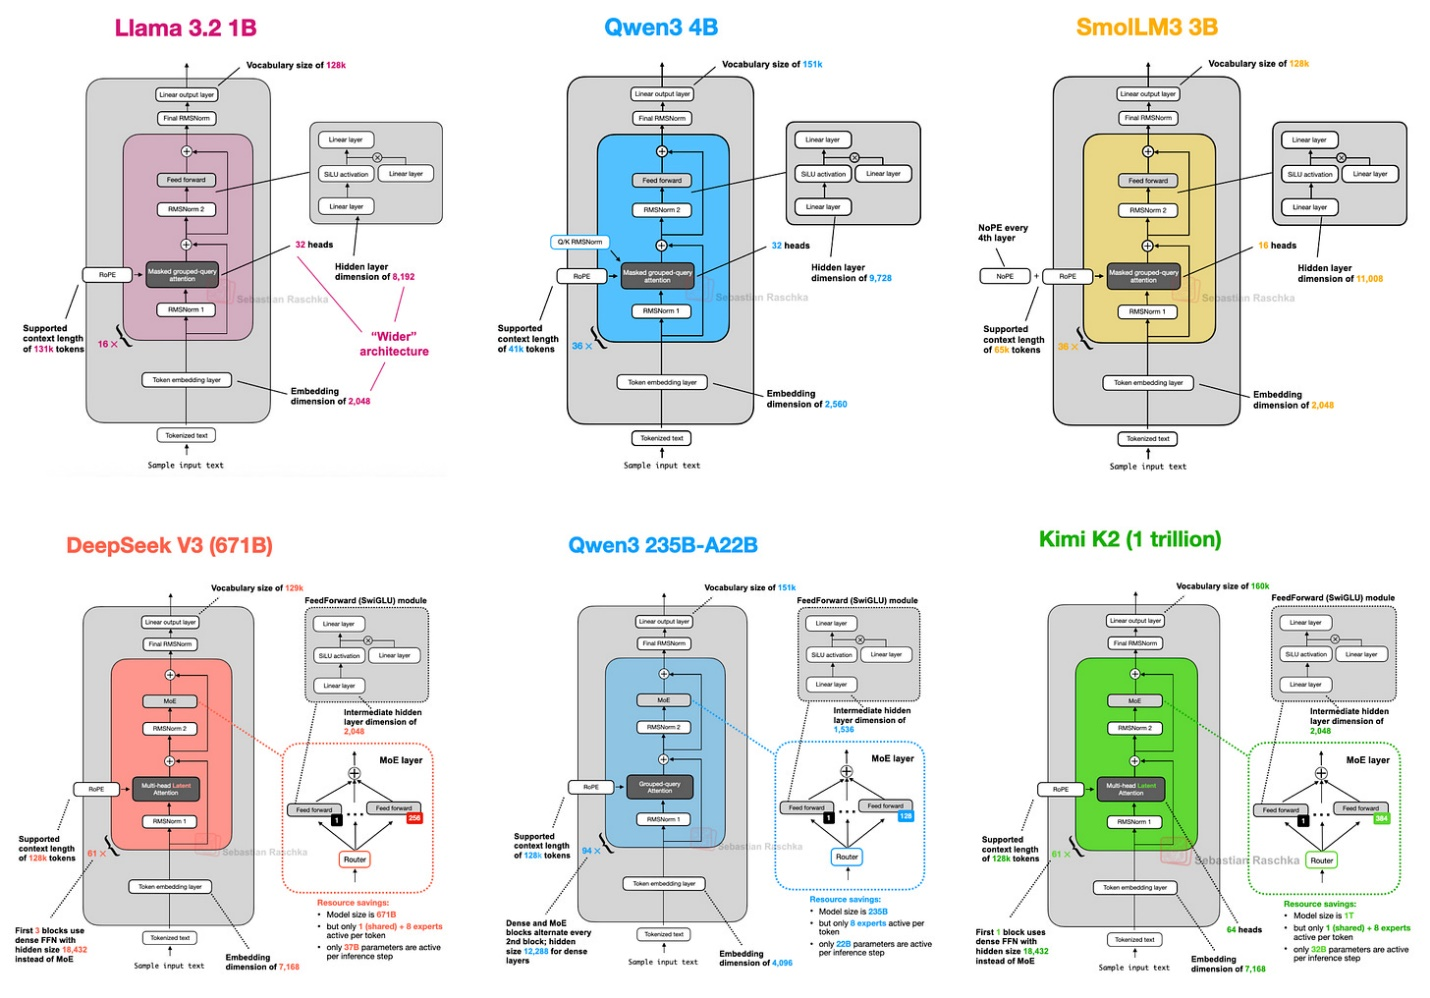 Llama 3.2 1B
Vocabulary size of 128k
Linear output layer
Final RMSNorm
Feed forward
RMSNorm 2
Masked grouped-query
attention
RMSNorm 1
RoPE
Supported
context length
of 131k tokens
16 ×
Token embedding layer
Tokenized text
Sample input text
Linear layer
SiLU activation
Linear layer
Linear layer
32 heads
Hidden layer
dimension of 8,192
Sebastian Raschka
“Wider”
architecture
Embedding
dimension of 2,048
Qwen3 4B
Vocabulary size of 151k
Linear output layer
Final RMSNorm
Feed forward
RMSNorm 2
Q/K RMSNorm
Masked grouped-query
attention
RMSNorm 1
RoPE
Supported
context length
of 41k tokens
36 ×
Token embedding layer
Tokenized text
Sample input text
Linear layer
SiLU activation
Linear layer
Linear layer
32 heads
Hidden layer
dimension of 9,728
Sebastian Raschka
Embedding
dimension of 2,560
SmolLM3 3B
Vocabulary size of 128k
Linear output layer
Final RMSNorm
Feed forward
RMSNorm 2
Masked grouped-query
attention
RMSNorm 1
NoPE every
4th layer
NoPE
+
RoPE
Supported
context length
of 65k tokens
36 ×
Token embedding layer
Tokenized text
Sample input text
Linear layer
SiLU activation
Linear layer
Linear layer
16 heads
Hidden layer
dimension of 11,008
Sebastian Raschka
Embedding
dimension of 2,048
DeepSeek V3 (671B)
Vocabulary size of 129k
Linear output layer
Final RMSNorm
MoE
RMSNorm 2
Multi-head Latent
Attention
RMSNorm 1
RoPE
Supported
context length
of 128k tokens
61 ×
Token embedding layer
First 3 blocks use
dense FFN with
hidden size 18,432
instead of MoE
Tokenized text
Sample input text
Embedding
dimension of 7,168
FeedForward (SwiGLU) module
Linear layer
SiLU activation
Linear layer
Linear layer
Intermediate hidden
layer dimension of
2,048
MoE layer
Feed forward
1
Feed forward
256
Router
Sebastian Raschka
Resource savings:
• Model size is 671B
• but only 1 (shared) + 8 experts
active per token
• only 37B parameters are active
per inference step
Qwen3 235B-A22B
Vocabulary size of 151k
Linear output layer
Final RMSNorm
MoE
RMSNorm 2
Grouped-query
Attention
RMSNorm 1
RoPE
Supported
context length
of 128k tokens
94 ×
Token embedding layer
Dense and MoE
blocks alternate every
2nd block; hidden
size 12,288 for dense
layers
Tokenized text
Sample input text
Embedding
dimension of 4,096
FeedForward (SwiGLU) module
Linear layer
SiLU activation
Linear layer
Linear layer
Intermediate hidden
layer dimension of
1,536
MoE layer
Feed forward
1
Feed forward
128
Router
Sebastian Raschka
Resource savings:
• Model size is 235B
• but only 8 experts active per
token
• only 22B parameters are active
per inference step
Kimi K2 (1 trillion)
Vocabulary size of 160k
Linear output layer
Final RMSNorm
MoE
RMSNorm 2
Multi-head Latent
Attention
RMSNorm 1
RoPE
Supported
context length
of 128k tokens
61 ×
Token embedding layer
First 1 block uses
dense FFN with
hidden size 18,432
instead of MoE
Tokenized text
Sample input text
64 heads
Embedding
dimension of 7,168
FeedForward (SwiGLU) module
Linear layer
SiLU activation
Linear layer
Linear layer
Intermediate hidden
layer dimension of
2,048
MoE layer
Feed forward
1
Feed forward
384
Router
Sebastian Raschka
Resource savings:
• Model size is 1T
• but only 1 (shared) + 8 experts
active per token
• only 32B parameters are active
per inference step